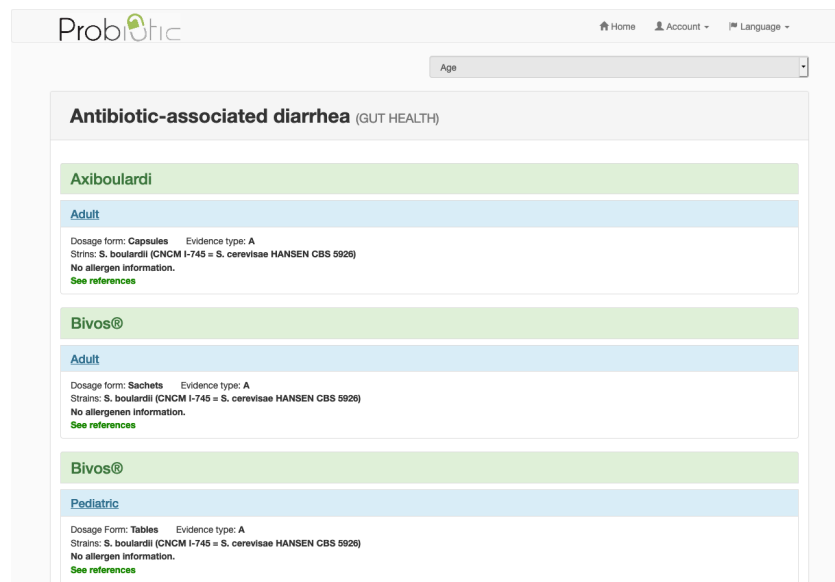 Probiotic
Home Account Language
Age
Antibiotic-associated diarrhea (GUT HEALTH)
Axiboulardi
Adult
Dosage form: Capsules Evidence type: A
Strins: S. boulardii (CNCM I-745 = S. cerevisae HANSEN CBS 5926)
No allergen information.
See references
Bivos®
Adult
Dosage form: Sachets Evidence type: A
Strains: S. boulardii (CNCM I-745 = S. cerevisae HANSEN CBS 5926)
No allergenen information.
See references
Bivos®
Pediatric
Dosage Form: Tables Evidence type: A
Strains: S. boulardii (CNCM I-745 = S. cerevisae HANSEN CBS 5926)
No allergen information.
See references